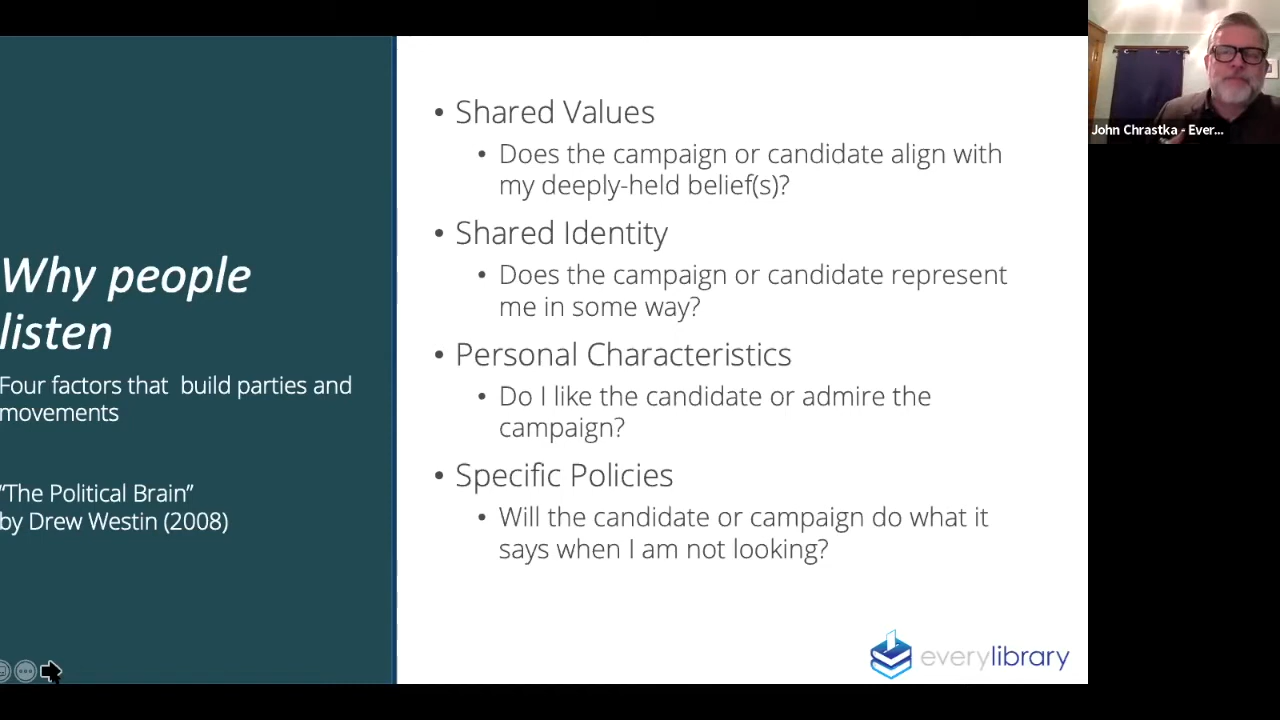 Why people
listen
Four factors that build parties and
movements
“The Political Brain”
by Drew Westin (2008)
• Shared Values
• Does the campaign or candidate align with
my deeply-held belief(s)?
• Shared Identity
• Does the campaign or candidate represent
me in some way?
• Personal Characteristics
• Do I like the candidate or admire the
campaign?
• Specific Policies
• Will the candidate or campaign do what it
says when I am not looking?
everylibrary
John Chrastka - Ever...